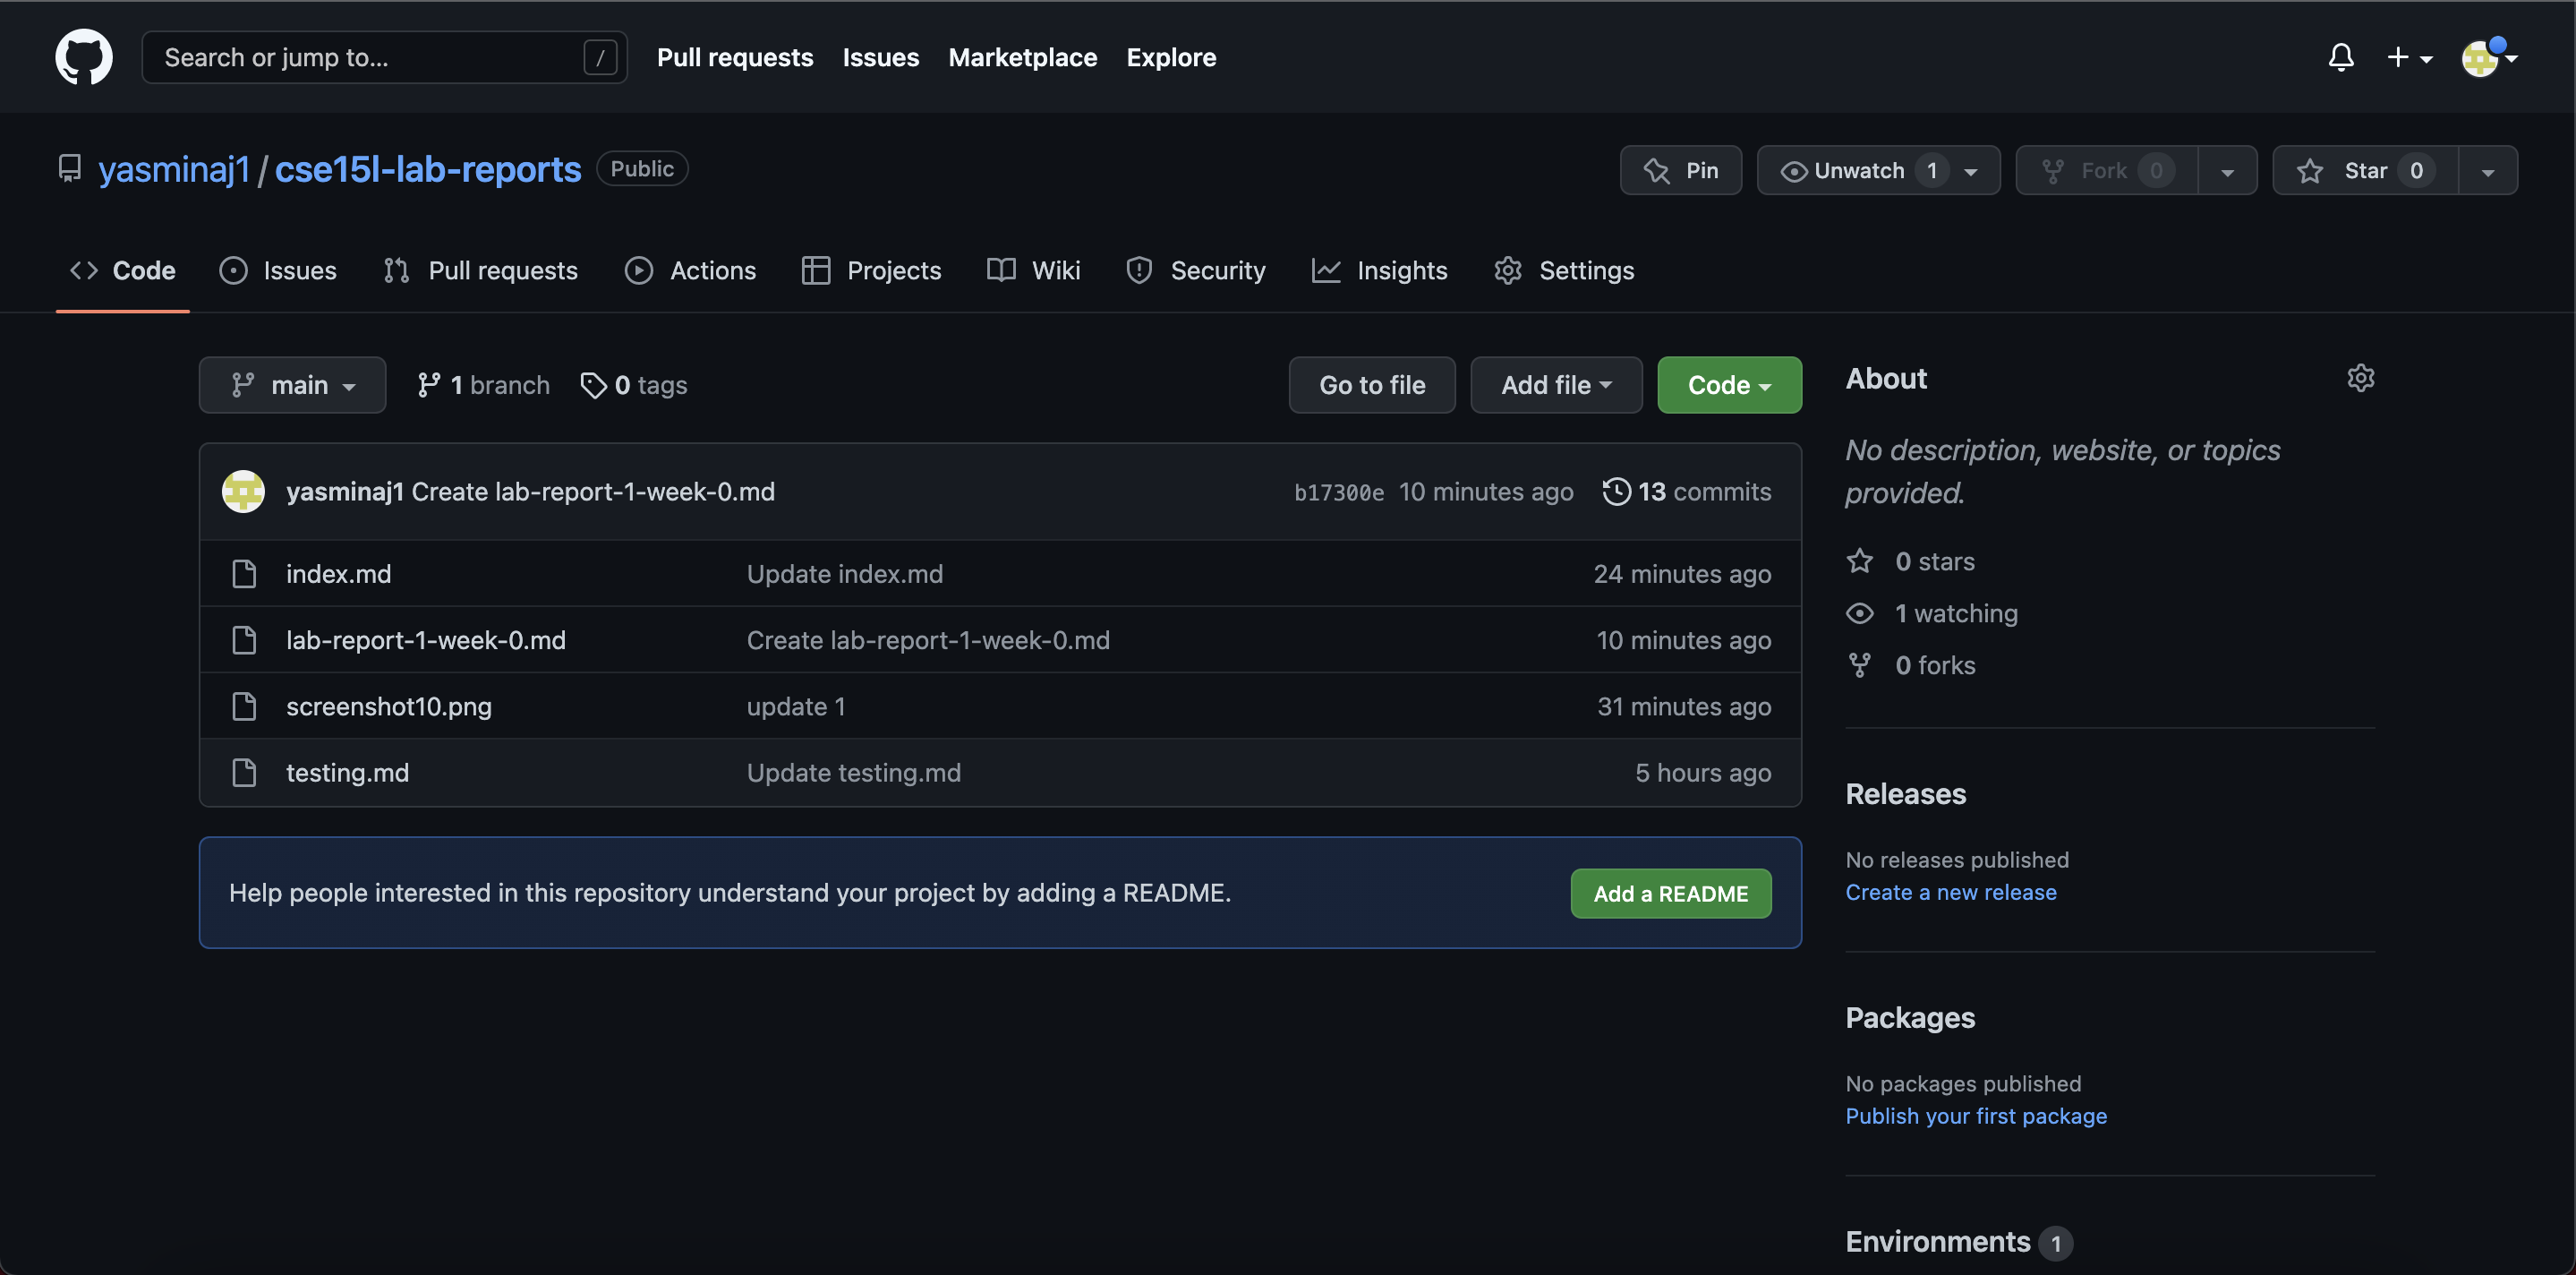 Search or jump to... /
Pull requests Issues Marketplace Explore
yasminaj1 / cse15l-lab-reports Public
Pin Unwatch 1 Fork 0 Star 0
Code Issues Pull requests Actions Projects Wiki Security Insights Settings
main 1 branch 0 tags Go to file Add file Code
yasminaj1 Create lab-report-1-week-0.md b17300e 10 minutes ago 13 commits
index.md Update index.md 24 minutes ago
lab-report-1-week-0.md Create lab-report-1-week-0.md 10 minutes ago
screenshot10.png update 1 31 minutes ago
testing.md Update testing.md 5 hours ago
Help people interested in this repository understand your project by adding a README. Add a README
About
No description, website, or topics
provided.
0 stars
1 watching
0 forks
Releases
No releases published
Create a new release
Packages
No packages published
Publish your first package
Environments 1